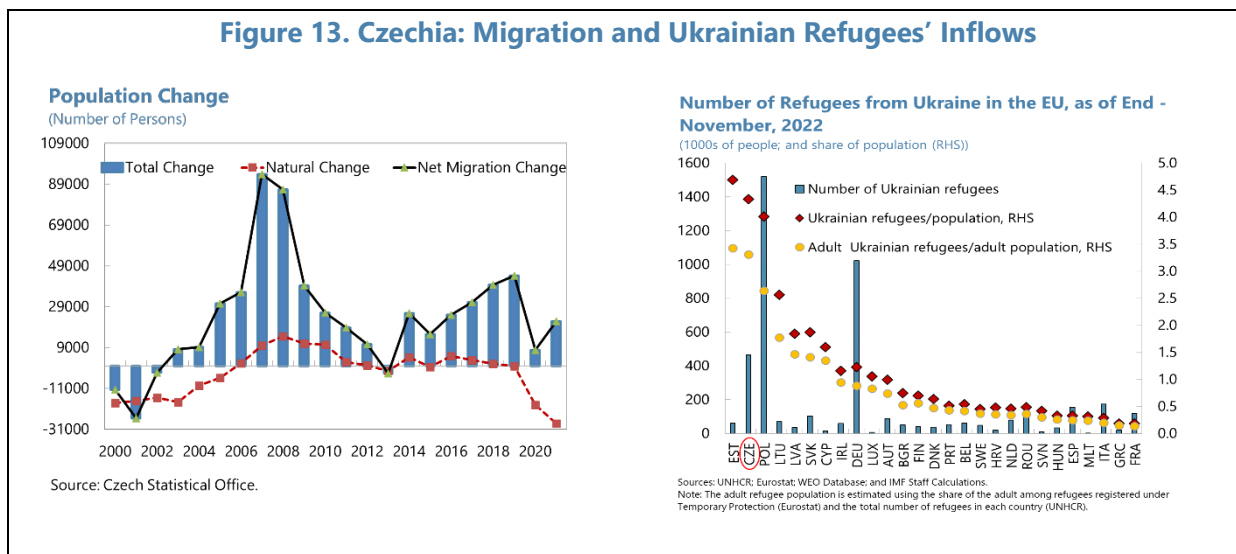 Figure 13. Czechia: Migration and Ukrainian Refugees' Inflows
Population Change
(Number of Persons)
109000
89000
69000
49000
29000
9000
-11000
-31000
Total Change
Natural Change
Net Migration Change
2000 2002 2004 2006 2008 2010 2012 2014 2016 2018 2020
Source: Czech Statistical Office.
Number of Refugees from Ukraine in the EU, as of End -
November, 2022
(1000s of people; and share of population (RHS))
1600
1400
1200
1000
800
600
400
200
0
5.0
4.5
4.0
3.5
3.0
2.5
2.0
1.5
1.0
0.5
0.0
Number of Ukrainian refugees
Ukrainian refugees/population, RHS
Adult Ukrainian refugees/adult population, RHS
EST
CZE
POL
LTU
LVA
SVK
CYP
IRL
DEU
LUX
AUT
BGR
FIN
DNK
PRT
BEL
SWE
HRV
NLD
ROU
SVN
HUN
ESP
MLT
ITA
GRC
FRA
Sources: UNHCR; Eurostat; WEO Database; and IMF Staff Calculations.
Note: The adult refugee population is estimated using the share of the adult among refugees registered under
Temporary Protection (Eurostat) and the total number of refugees in each country (UNHCR).